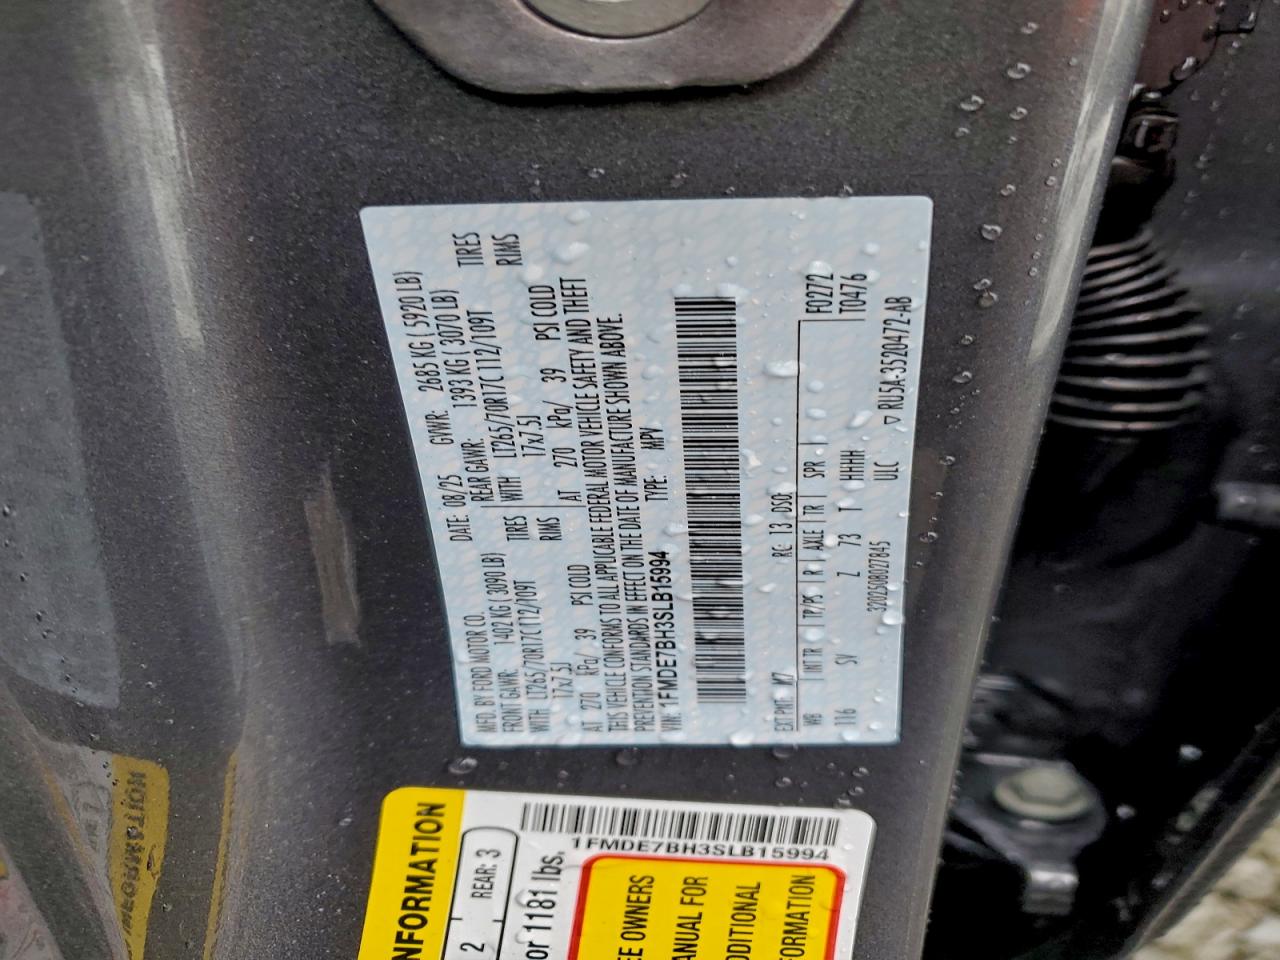 MFD. BY FORD MOTOR CO.
DATE: 08/25 GVWR: 2685 KG ( 5920 LB)
FRONT GAWR: 1402 KG ( 3090 LB)
REAR GAWR: 1393 KG ( 3070 LB)
WITH LT265/70R17C 112/109T TIRES
WITH LT265/70R17C 112/109T TIRES
17x7.5J RIMS
17x7.5J RIMS
AT 270 kPa/ 39 PSI COLD
AT 270 kPa/ 39 PSI COLD
THIS VEHICLE CONFORMS TO ALL APPLICABLE FEDERAL MOTOR VEHICLE SAFETY AND THEFT
PREVENTION STANDARDS IN EFFECT ON THE DATE OF MANUFACTURE SHOWN ABOVE.
VIN: 1FMDE7BH3SLB15994 TYPE: MPV
EXT PNT: M7 RC: 13 DSO: F0272
WB INT TR TP/PS R AXLE TR SPR T0476
116 SV Z 73 T HHHH
ULC
3202508027845 RU5A-3520472-AB
INFORMATION
2 REAR: 3
or 1181 lbs.
1FMDE7BH3SLB15994
EE OWNERS
ANUAL FOR
DDITIONAL
FORMATION
INFORMATION